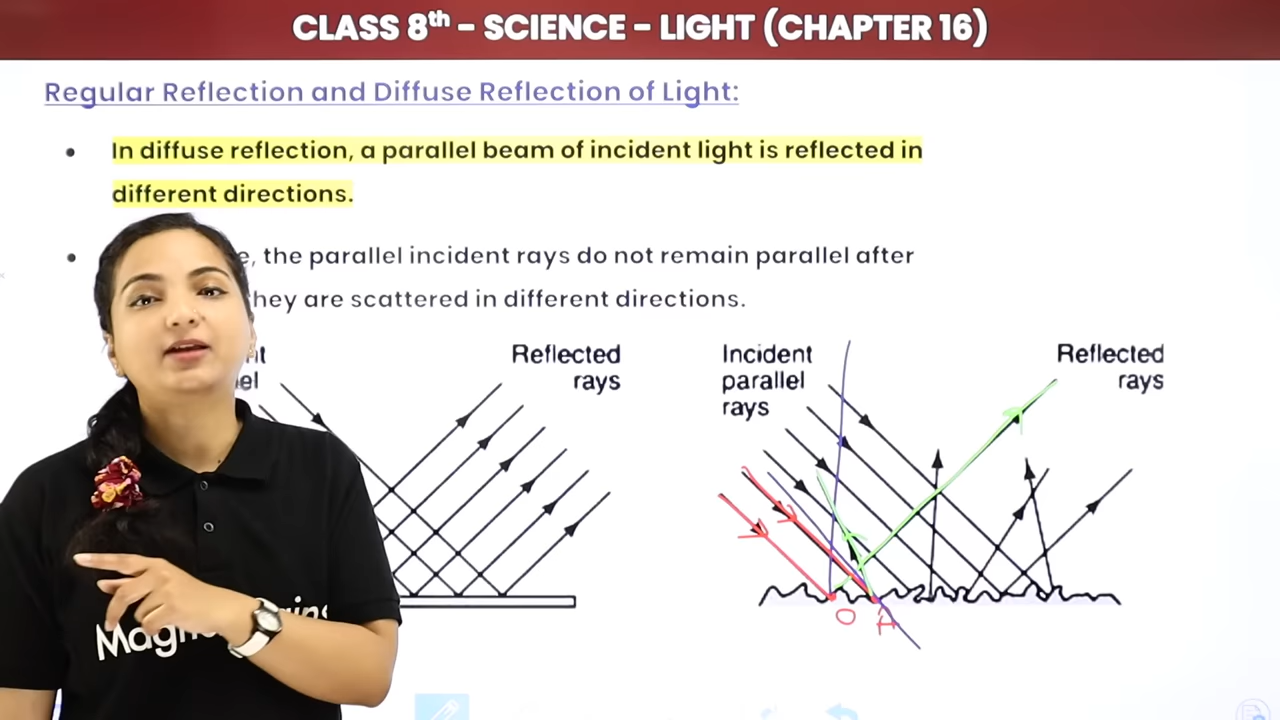 CLASS 8th – SCIENCE – LIGHT (CHAPTER 16)
Regular Reflection and Diffuse Reflection of Light:
• In diffuse reflection, a parallel beam of incident light is reflected in
different directions.
• the parallel incident rays do not remain parallel after
hey are scattered in different directions.
Reflected
rays
Incident
parallel
rays
Reflected
rays
O A